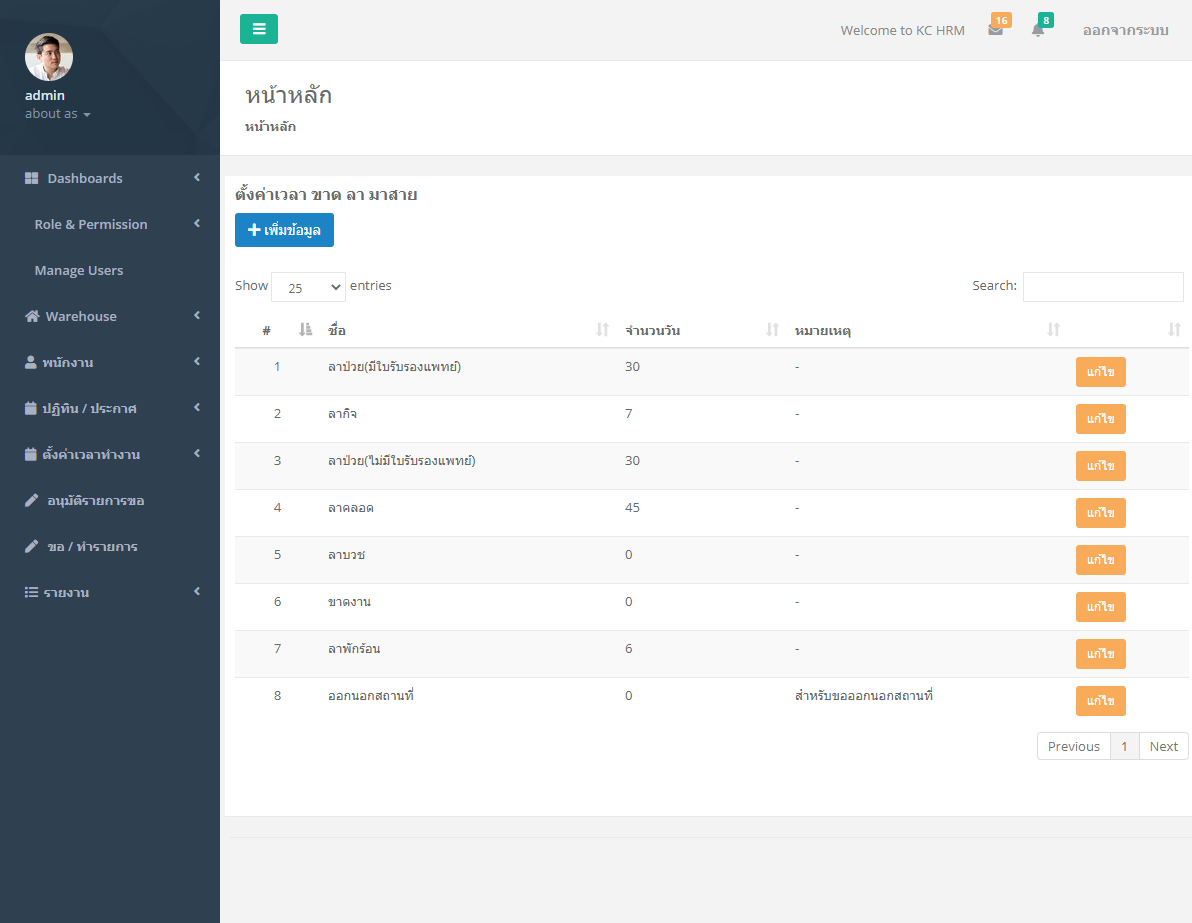 admin
about as
Dashboards
Role & Permission
Manage Users
Warehouse
พนักงาน
ปฏิทิน / ประกาศ
ตั้งค่าเวลาทำงาน
อนุมัติรายการขอ
ขอ / ทำรายการ
รายงาน
Welcome to KC HRM 16 8 ออกจากระบบ
หน้าหลัก
หน้าหลัก
ตั้งค่าเวลา ขาด ลา มาสาย
เพิ่มข้อมูล
Show 25 entries Search:
# ชื่อ จำนวนวัน หมายเหตุ
1 ลาป่วย(มีใบรับรองแพทย์) 30 - แก้ไข
2 ลากิจ 7 - แก้ไข
3 ลาป่วย(ไม่มีใบรับรองแพทย์) 30 - แก้ไข
4 ลาคลอด 45 - แก้ไข
5 ลาบวช 0 - แก้ไข
6 ขาดงาน 0 - แก้ไข
7 ลาพักร้อน 6 - แก้ไข
8 ออกนอกสถานที่ 0 สำหรับขอออกนอกสถานที่ แก้ไข
Previous 1 Next